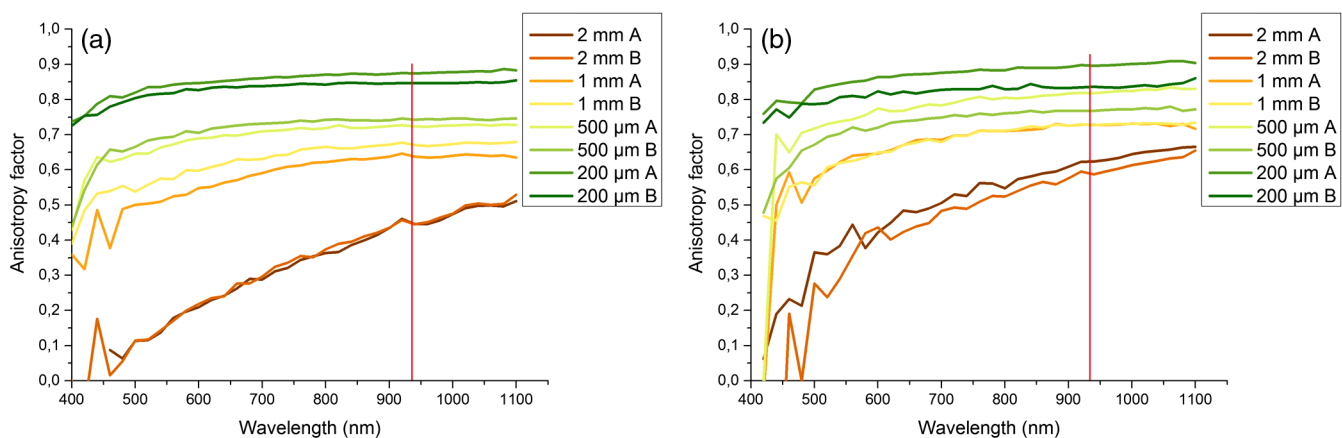 (a)
2 mm A
2 mm B
1 mm A
1 mm B
500 µm A
500 µm B
200 µm A
200 µm B
1,0
0,9
0,8
0,7
0,6
0,5
0,4
0,3
0,2
0,1
0,0
Anisotropy factor
400 500 600 700 800 900 1000 1100
Wavelength (nm)
(b)
2 mm A
2 mm B
1 mm A
1 mm B
500 µm A
500 µm B
200 µm A
200 µm B
1,0
0,9
0,8
0,7
0,6
0,5
0,4
0,3
0,2
0,1
0,0
Anisotropy factor
400 500 600 700 800 900 1000 1100
Wavelength (nm)